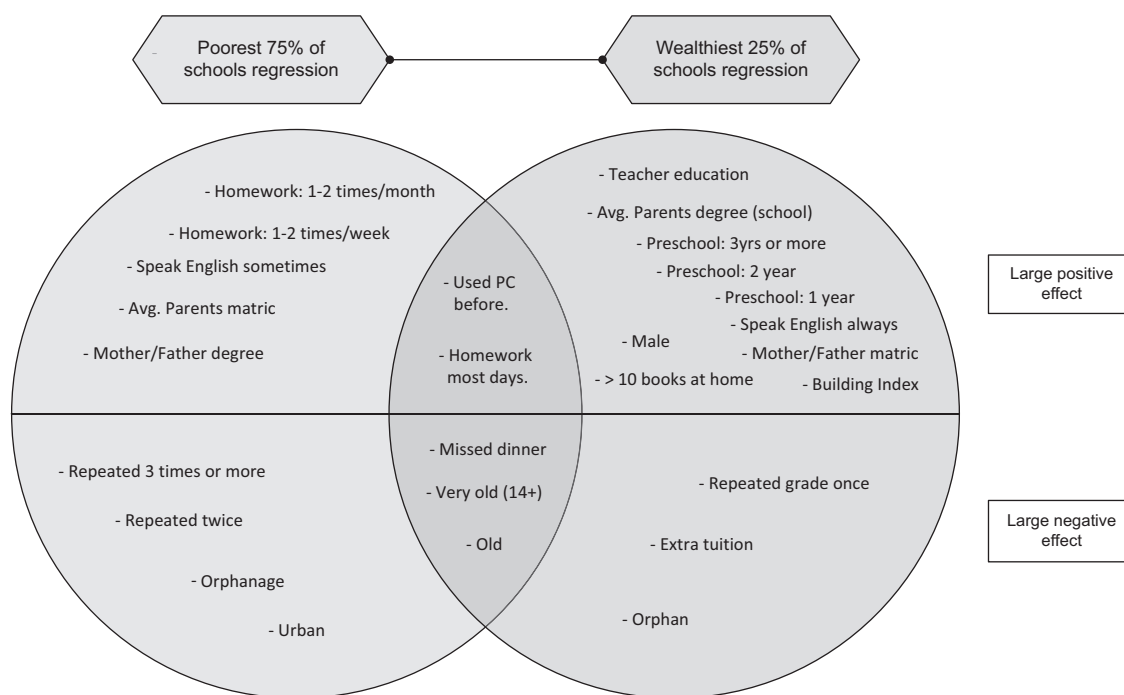 Poorest 75% of
schools regression
Wealthiest 25% of
schools regression
- Homework: 1-2 times/month
- Homework: 1-2 times/week
- Speak English sometimes
- Avg. Parents matric
- Mother/Father degree
- Used PC
before.
- Homework
most days.
- Teacher education
- Avg. Parents degree (school)
- Preschool: 3yrs or more
- Preschool: 2 year
- Preschool: 1 year
- Speak English always
- Male
- Mother/Father matric
- > 10 books at home
- Building Index
Large positive
effect
- Repeated 3 times or more
- Repeated twice
- Orphanage
- Urban
- Missed dinner
- Very old (14+)
- Old
- Repeated grade once
- Extra tuition
- Orphan
Large negative
effect